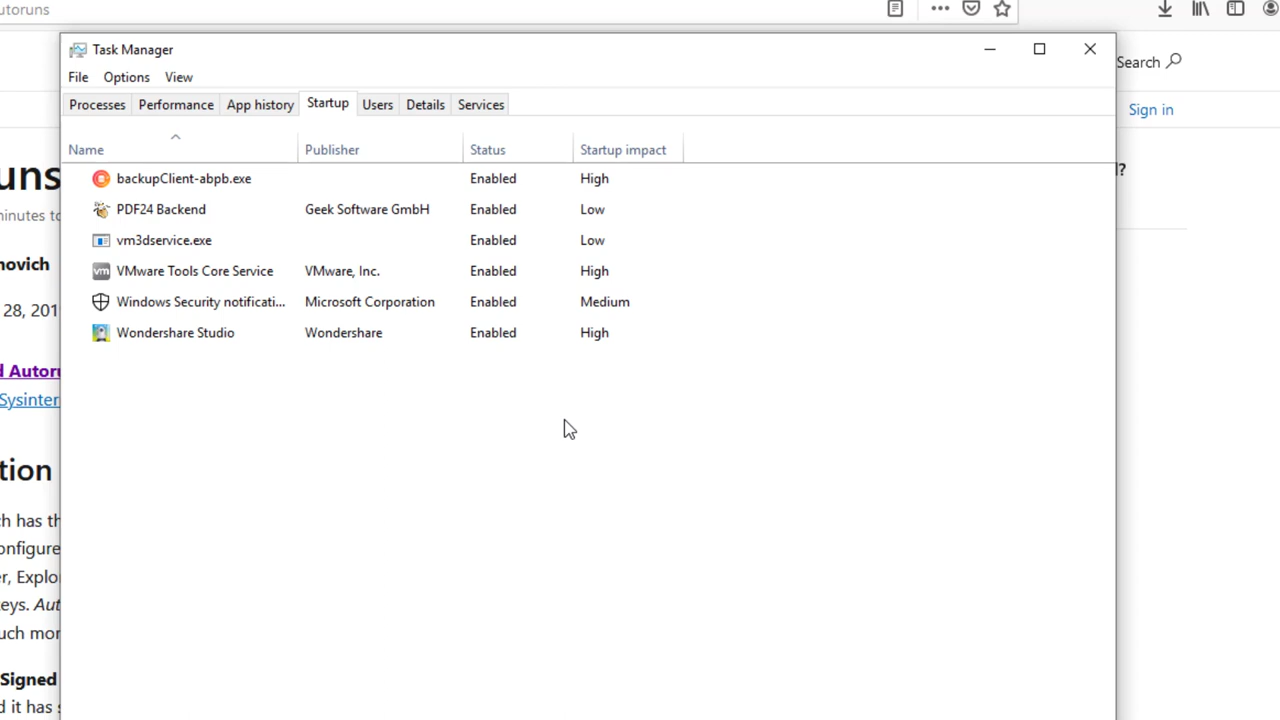 utoruns
Task Manager
File Options View
Search
Processes Performance App history Startup Users Details Services
Sign in
Name Publisher Status Startup impact
uns
?
backupClient-abpb.exe Enabled High
PDF24 Backend Geek Software GmbH Enabled Low
minutes to
vm3dservice.exe Enabled Low
novich
VMware Tools Core Service VMware, Inc. Enabled High
Windows Security notificati... Microsoft Corporation Enabled Medium
28, 201
Wondershare Studio Wondershare Enabled High
d Autoru
Sysinter
tion
ch has th
onfigure
er, Explo
eys. Aut
uch mor
Signed
d it has s